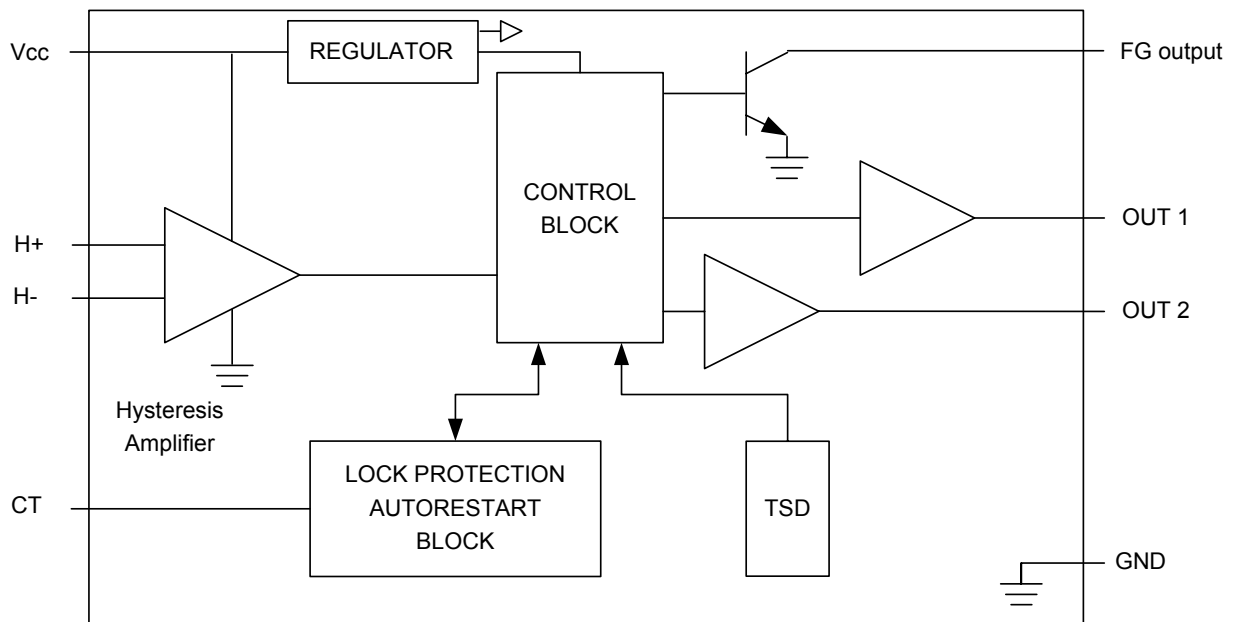 Vcc
REGULATOR
FG output
CONTROL
BLOCK
OUT 1
H+
H-
OUT 2
Hysteresis
Amplifier
LOCK PROTECTION
AUTORESTART
BLOCK
CT
TSD
GND